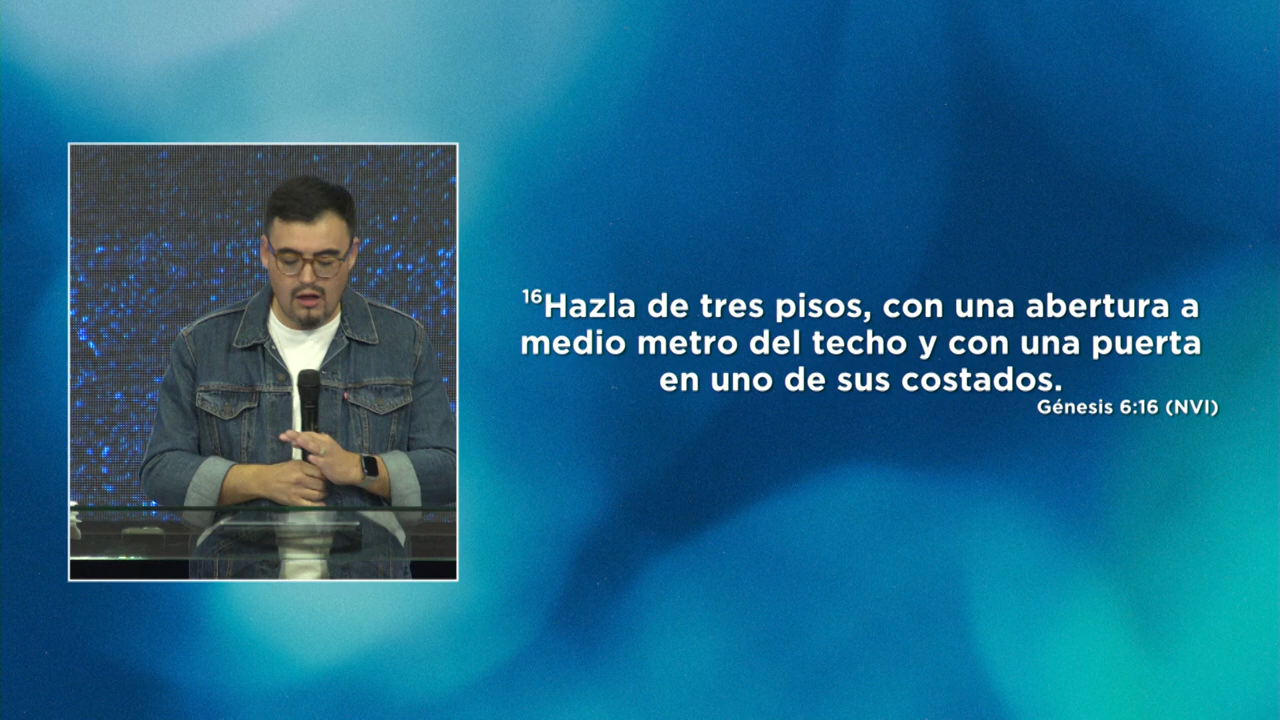 ¹⁶Hazla de tres pisos, con una abertura a
medio metro del techo y con una puerta
en uno de sus costados.
Génesis 6:16 (NVI)